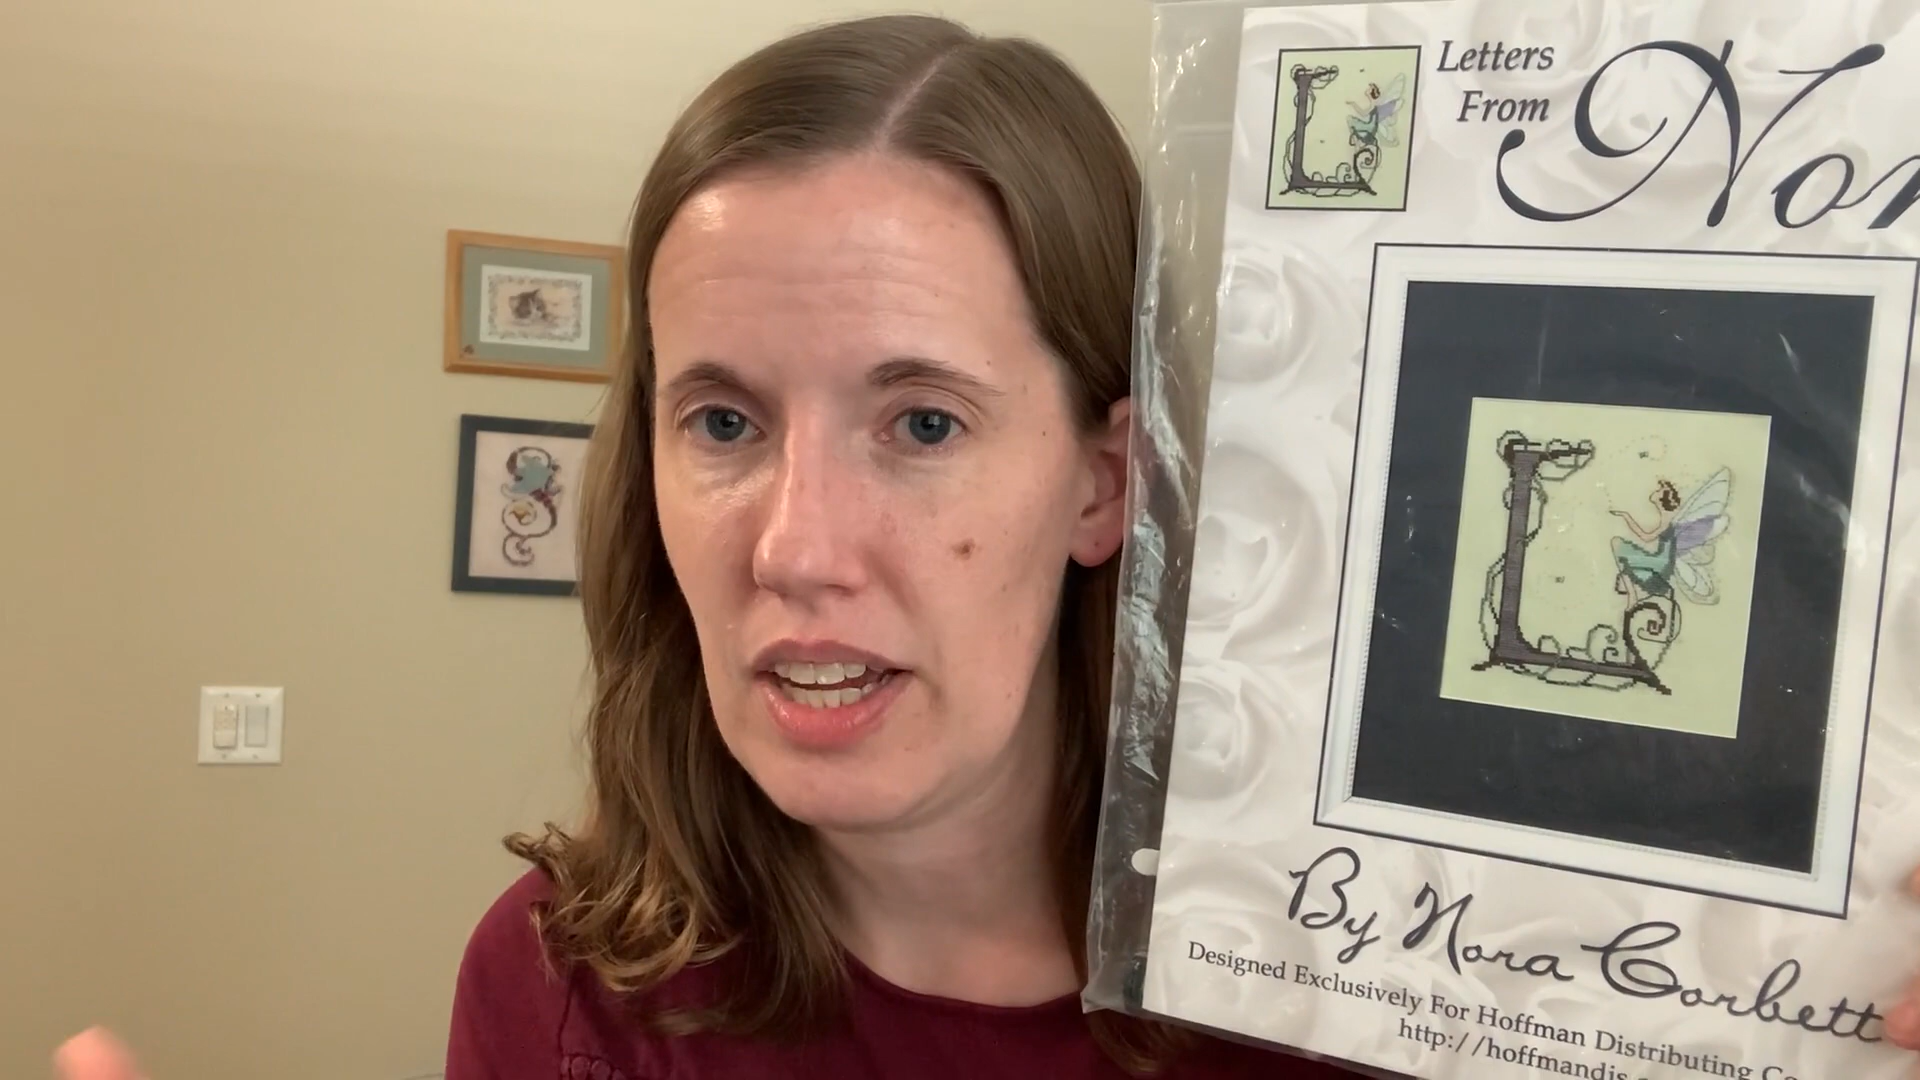 Letters
From
By Nora Corbett
Designed Exclusively For Hoffman Distributing
http://hoffmandis